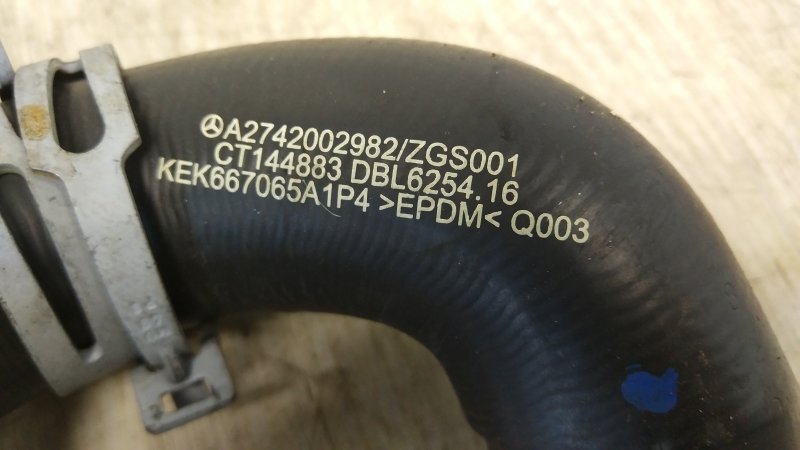 A2742002982/ZGS001
CT144883 DBL6254.16
KEK667065A1P4 >EPDM< Q003